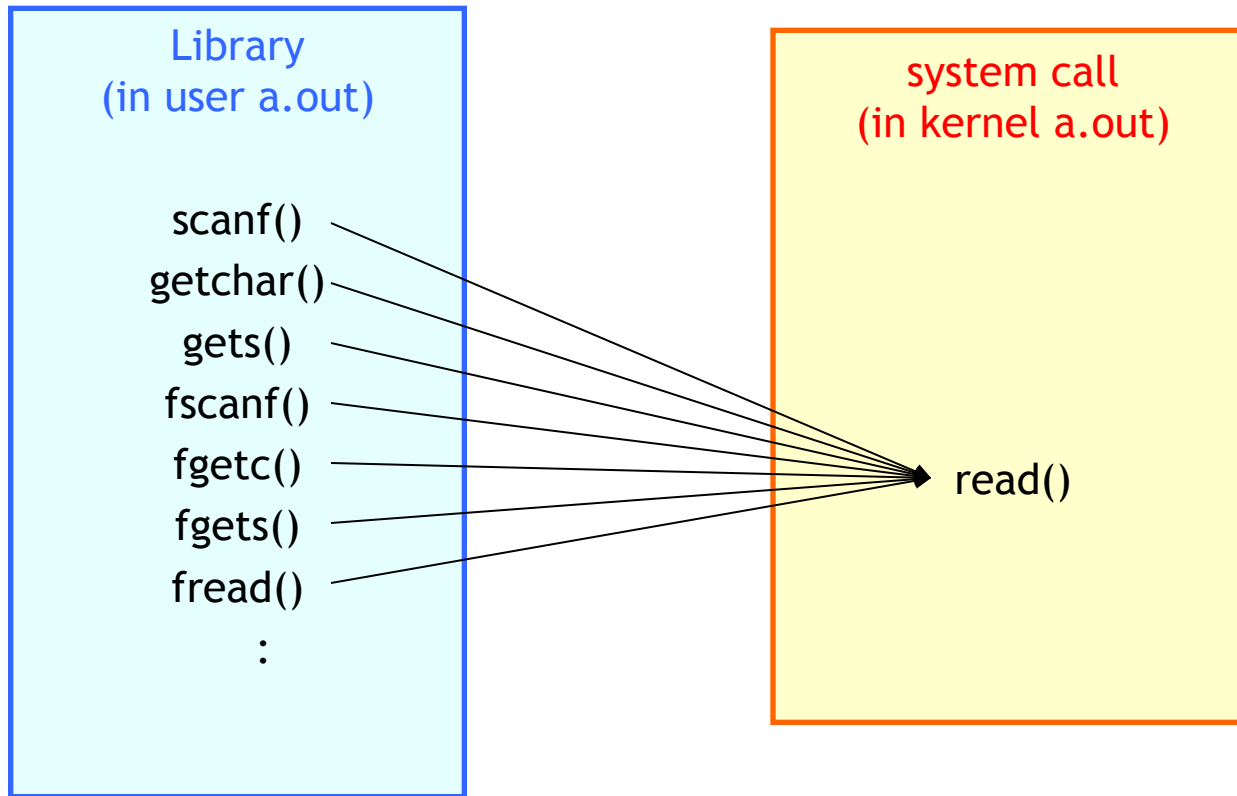 Library
(in user a.out)
scanf()
getchar()
gets()
fscanf()
fgetc()
fgets()
fread()
:
system call
(in kernel a.out)
read()